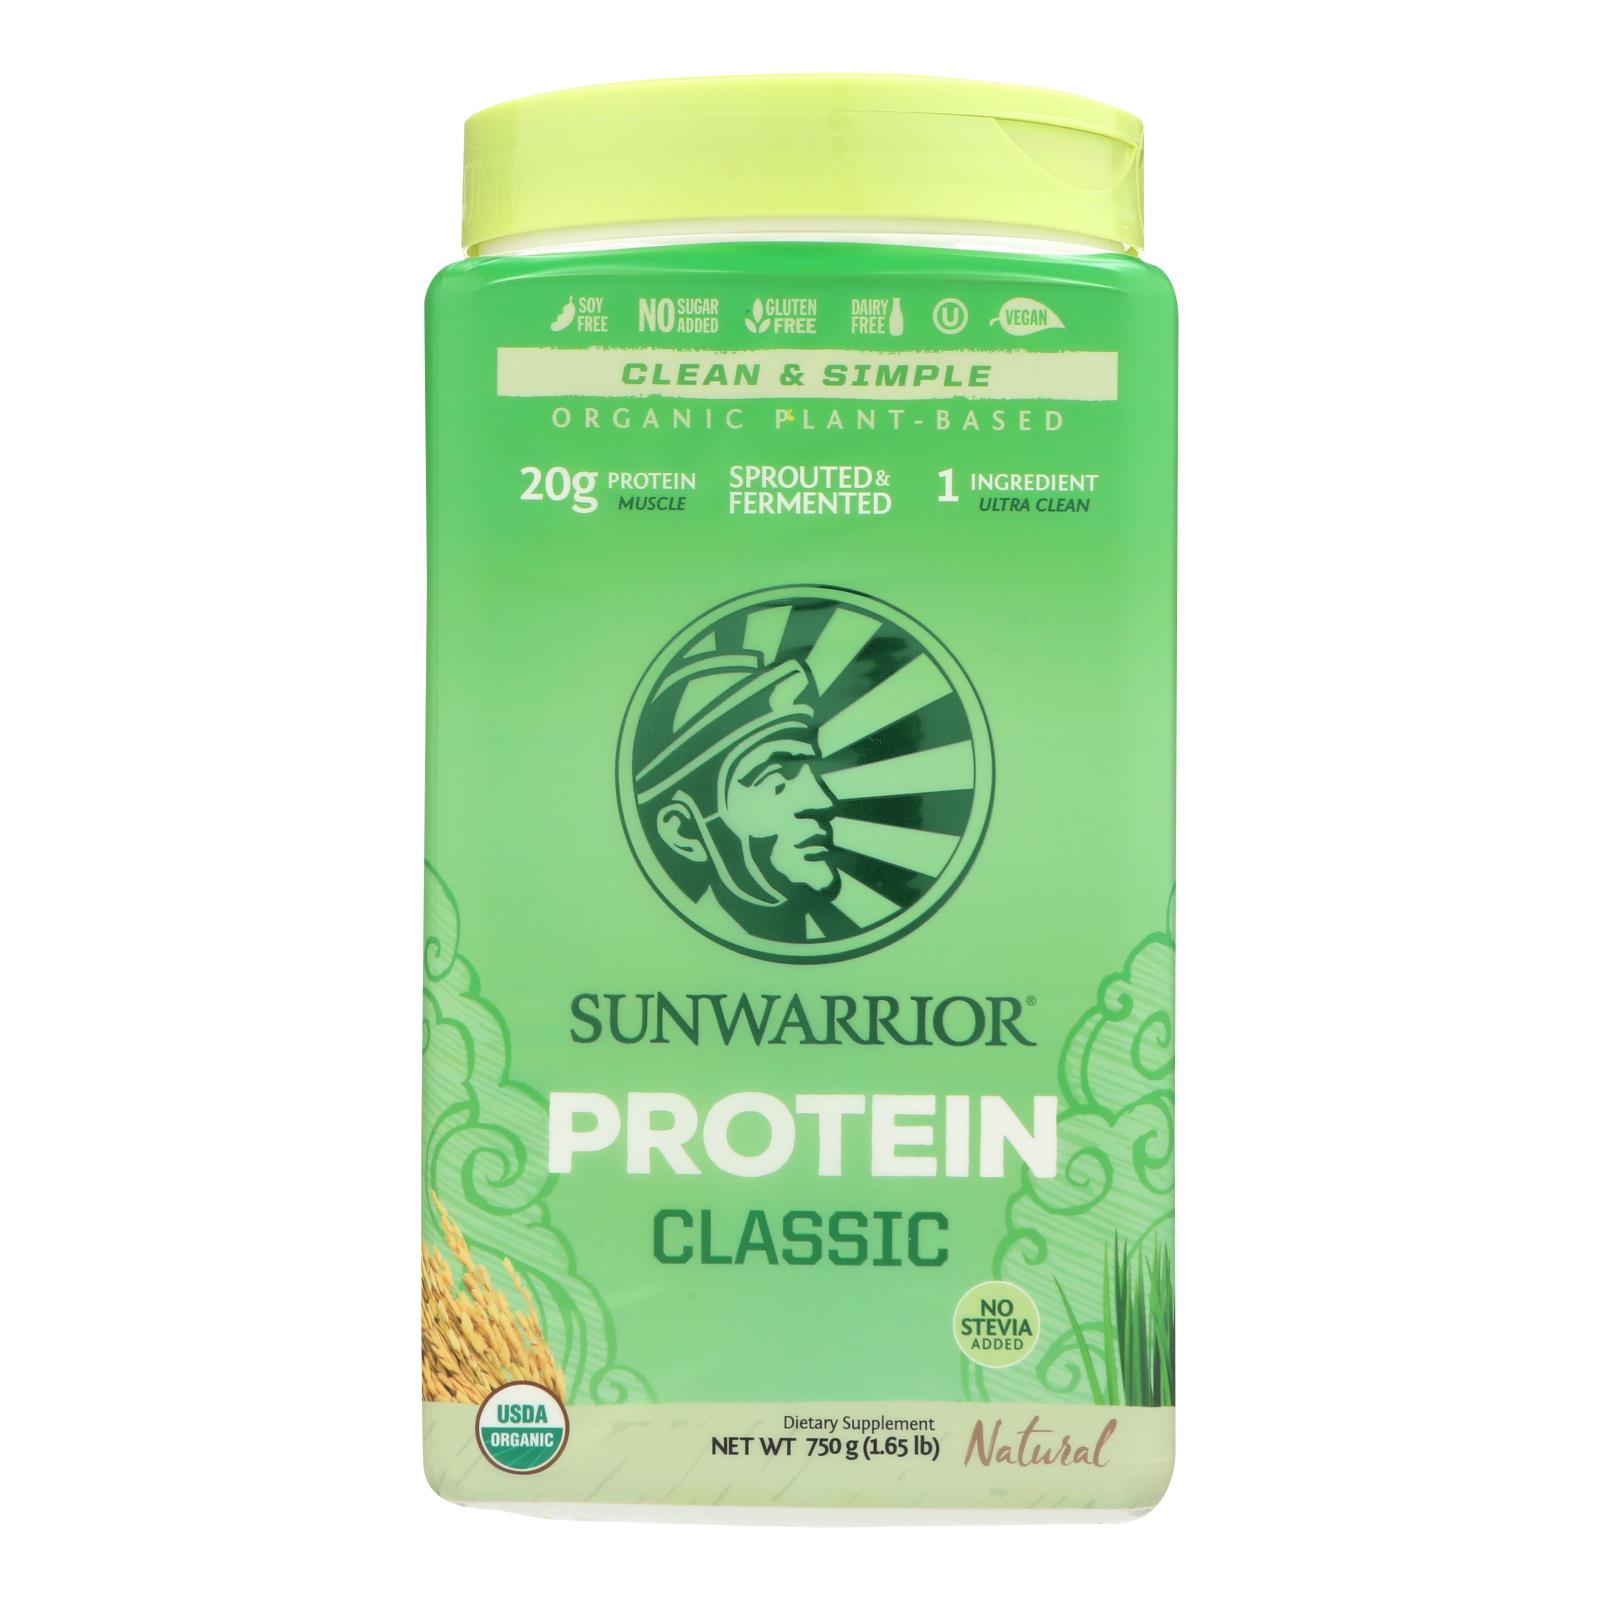 SOY FREE
NO SUGAR ADDED
GLUTEN FREE
DAIRY FREE
U
VEGAN
CLEAN & SIMPLE
ORGANIC PLANT-BASED
20g PROTEIN
MUSCLE
SPROUTED &
FERMENTED
1 INGREDIENT
ULTRA CLEAN
SUNWARRIOR®
PROTEIN
CLASSIC
NO
STEVIA
ADDED
USDA
ORGANIC
Dietary Supplement
NET WT 750 g (1.65 lb)
Natural